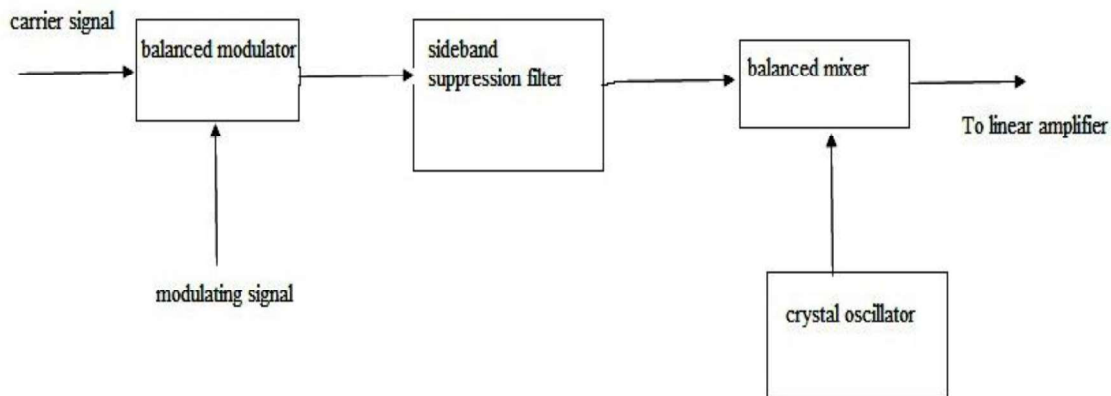 carrier signal
balanced modulator
sideband
suppression filter
balanced mixer
To linear amplifier
modulating signal
crystal oscillator